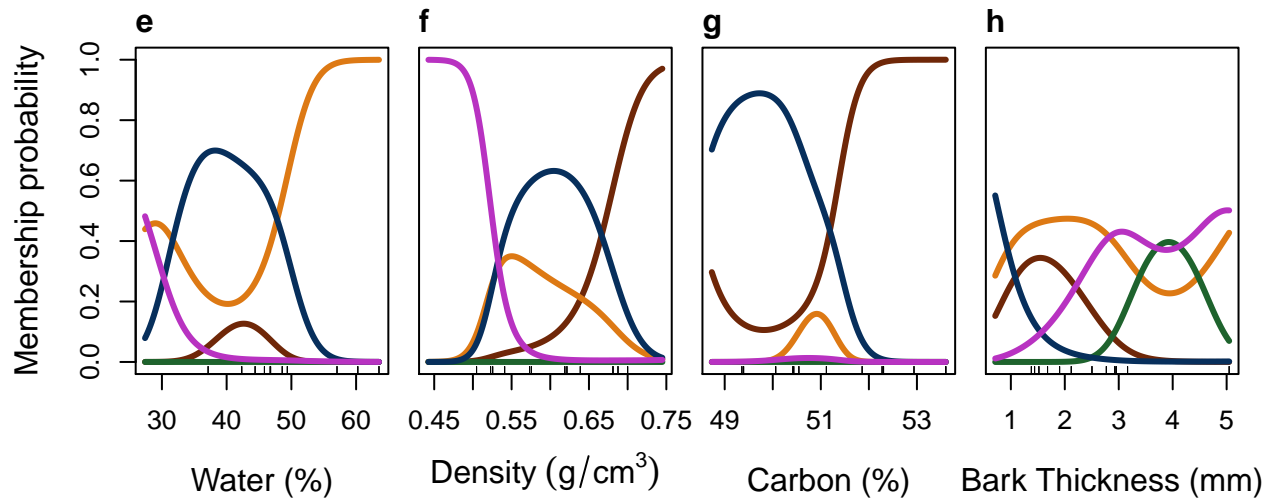 e f g h
Membership probability
1.0
0.8
0.6
0.4
0.2
0.0
30 40 50 60 0.45 0.55 0.65 0.75 49 51 53 1 2 3 4 5
Water (%) Density (g/cm³) Carbon (%) Bark Thickness (mm)